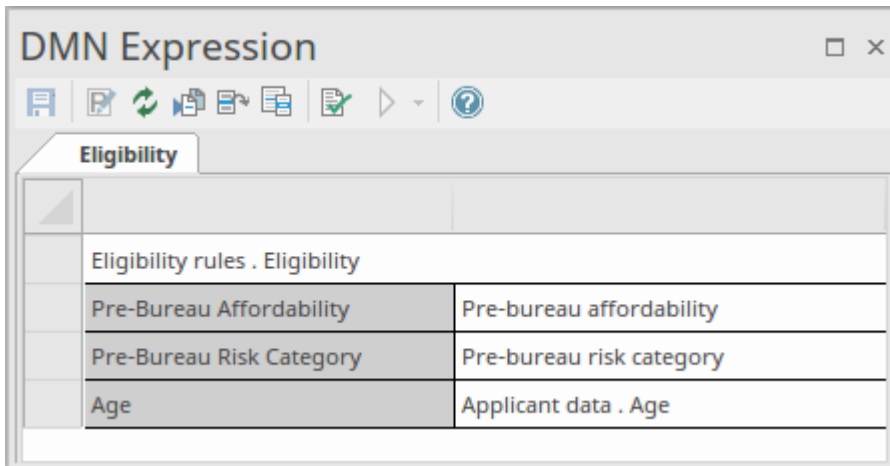 DMN Expression
Eligibility
Eligibility rules . Eligibility
Pre-Bureau Affordability Pre-bureau affordability
Pre-Bureau Risk Category Pre-bureau risk category
Age Applicant data . Age